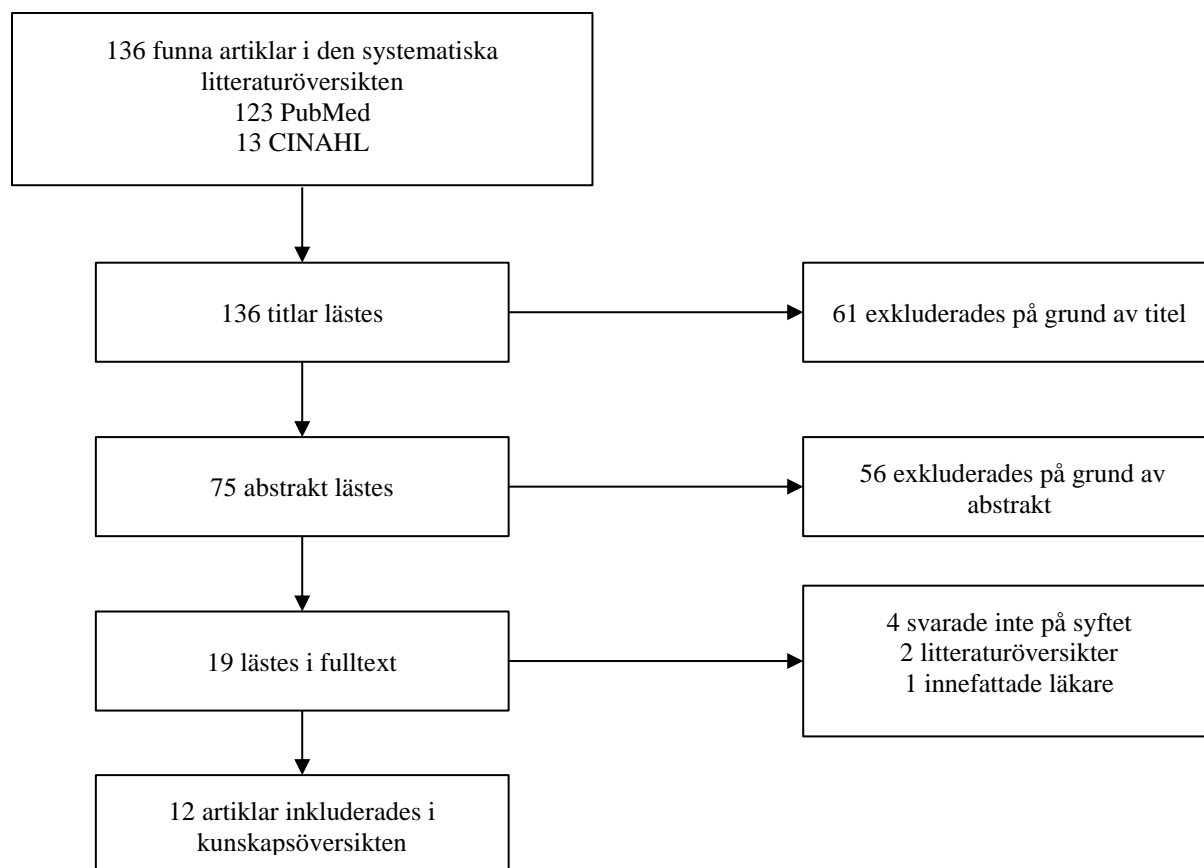 136 funna artiklar i den systematiska
litteraturöversikten
123 PubMed
13 CINAHL
136 titlar lästes
61 exkluderades på grund av titel
75 abstrakt lästes
56 exkluderades på grund av
abstrakt
19 lästes i fulltext
4 svarade inte på syftet
2 litteraturöversikter
1 innefattade läkare
12 artiklar inkluderades i
kunskapsöversikten